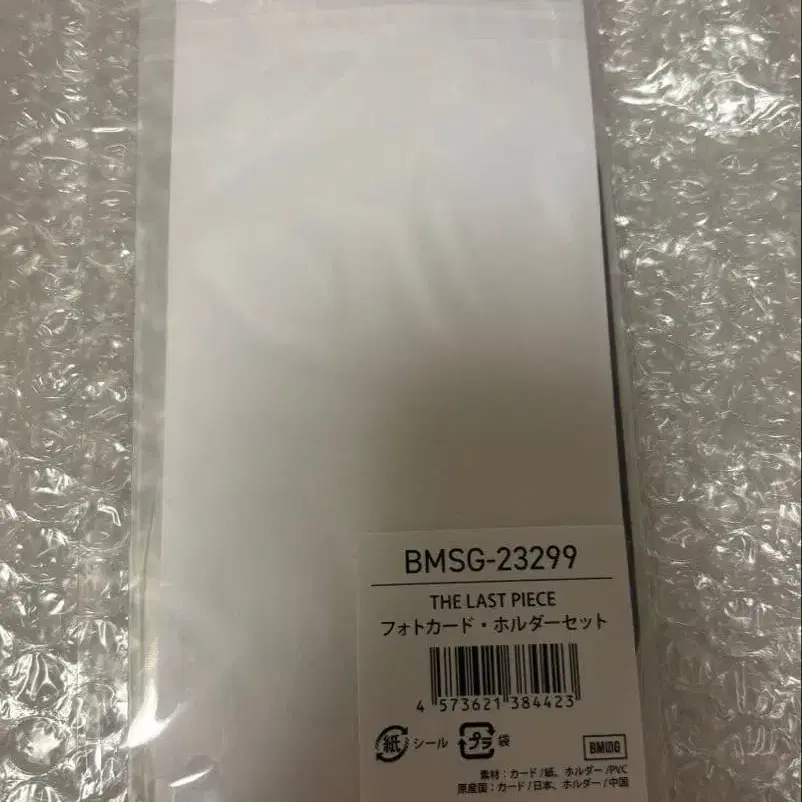 BMSG-23299
THE LAST PIECE
フォトカード・ホルダーセット
4 573621 384423
紙 シール プラ 袋 BMSG
素材：カード/紙、ホルダー/PVC
原産国：カード/日本、ホルダー/中国